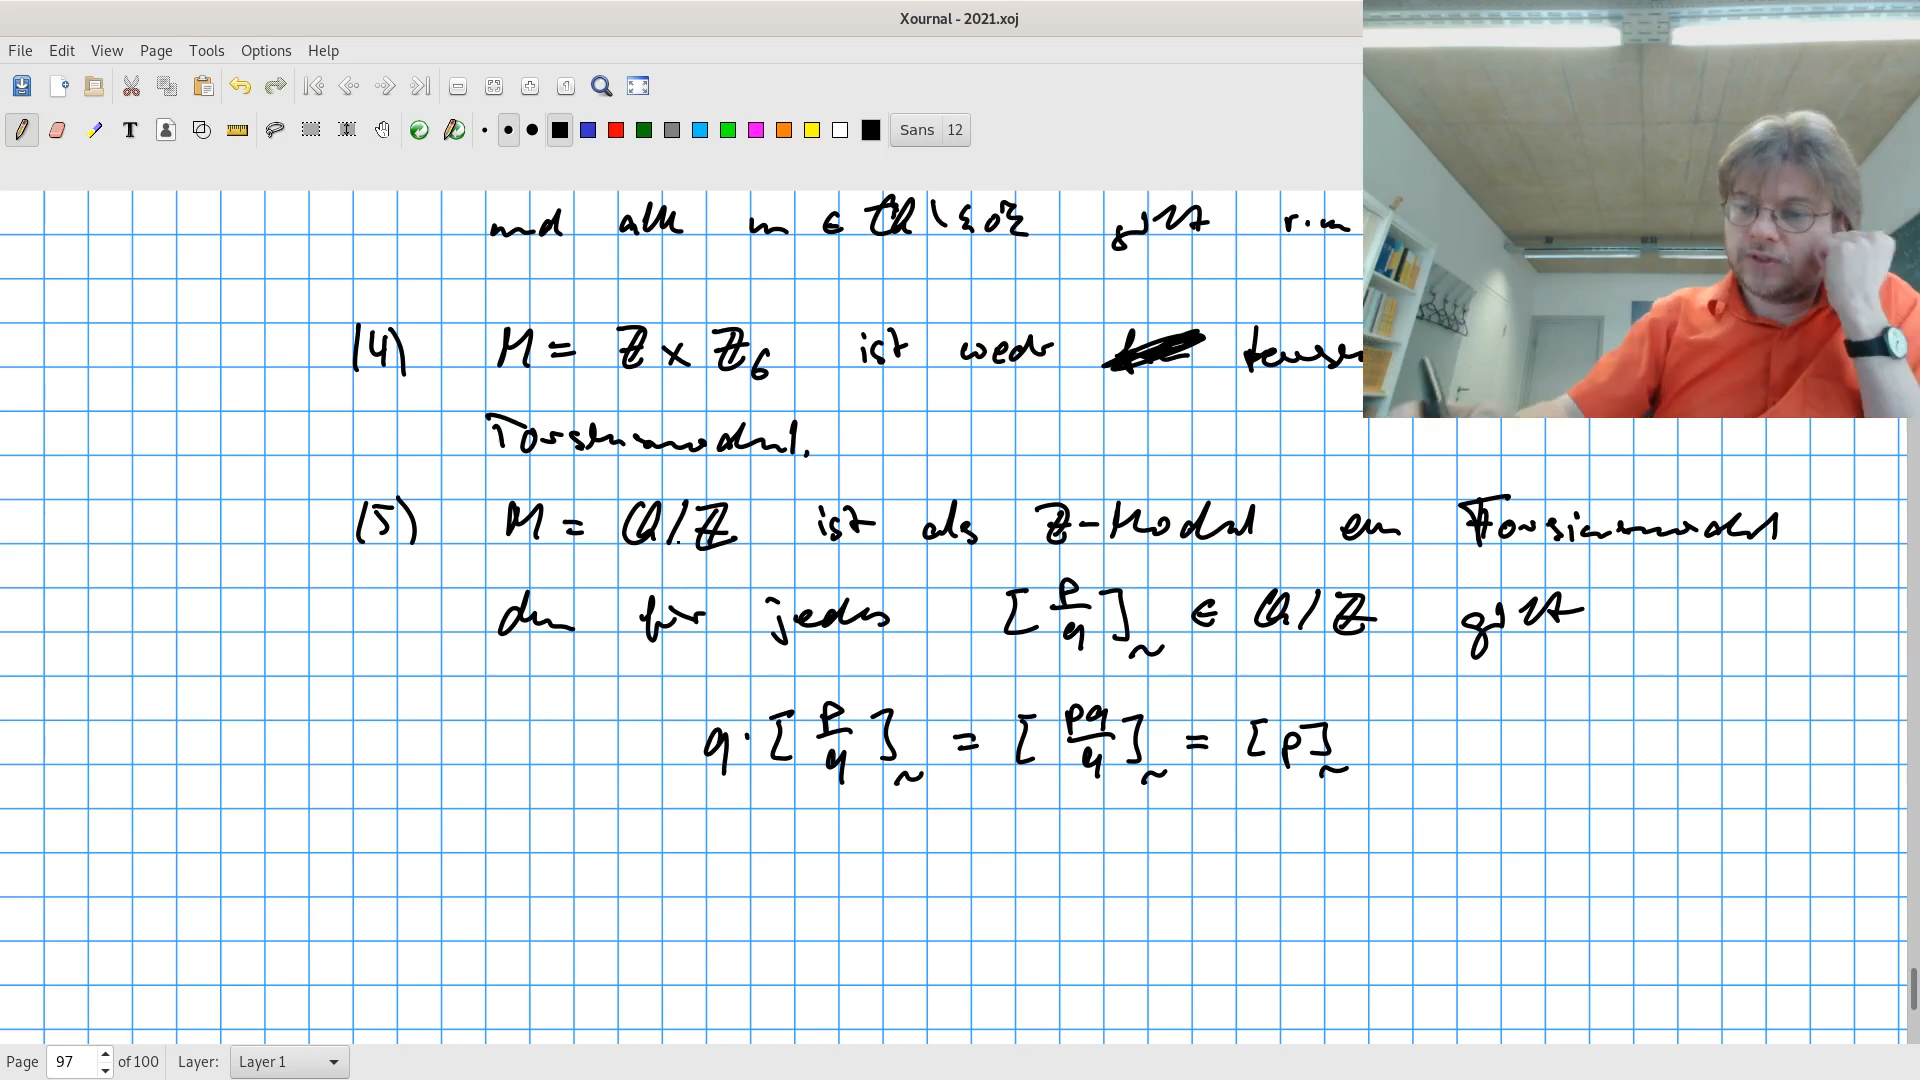 Xournal - 2021.xoj
File Edit View Page Tools Options Help
Sans 12
und alle m ∈ ℚ \ {0} gilt r·m
(4) M = ℤ × ℤ₆ ist weder
Torsionsmodul.
(5) M = ℚ/ℤ ist als ℤ-Modul ein Torsionsmodul
denn für jedes [p/q]~ ∈ ℚ/ℤ gilt
q·[p/q]~ = [pq/q]~ = [p]~
Page 97 of 100 Layer: Layer 1